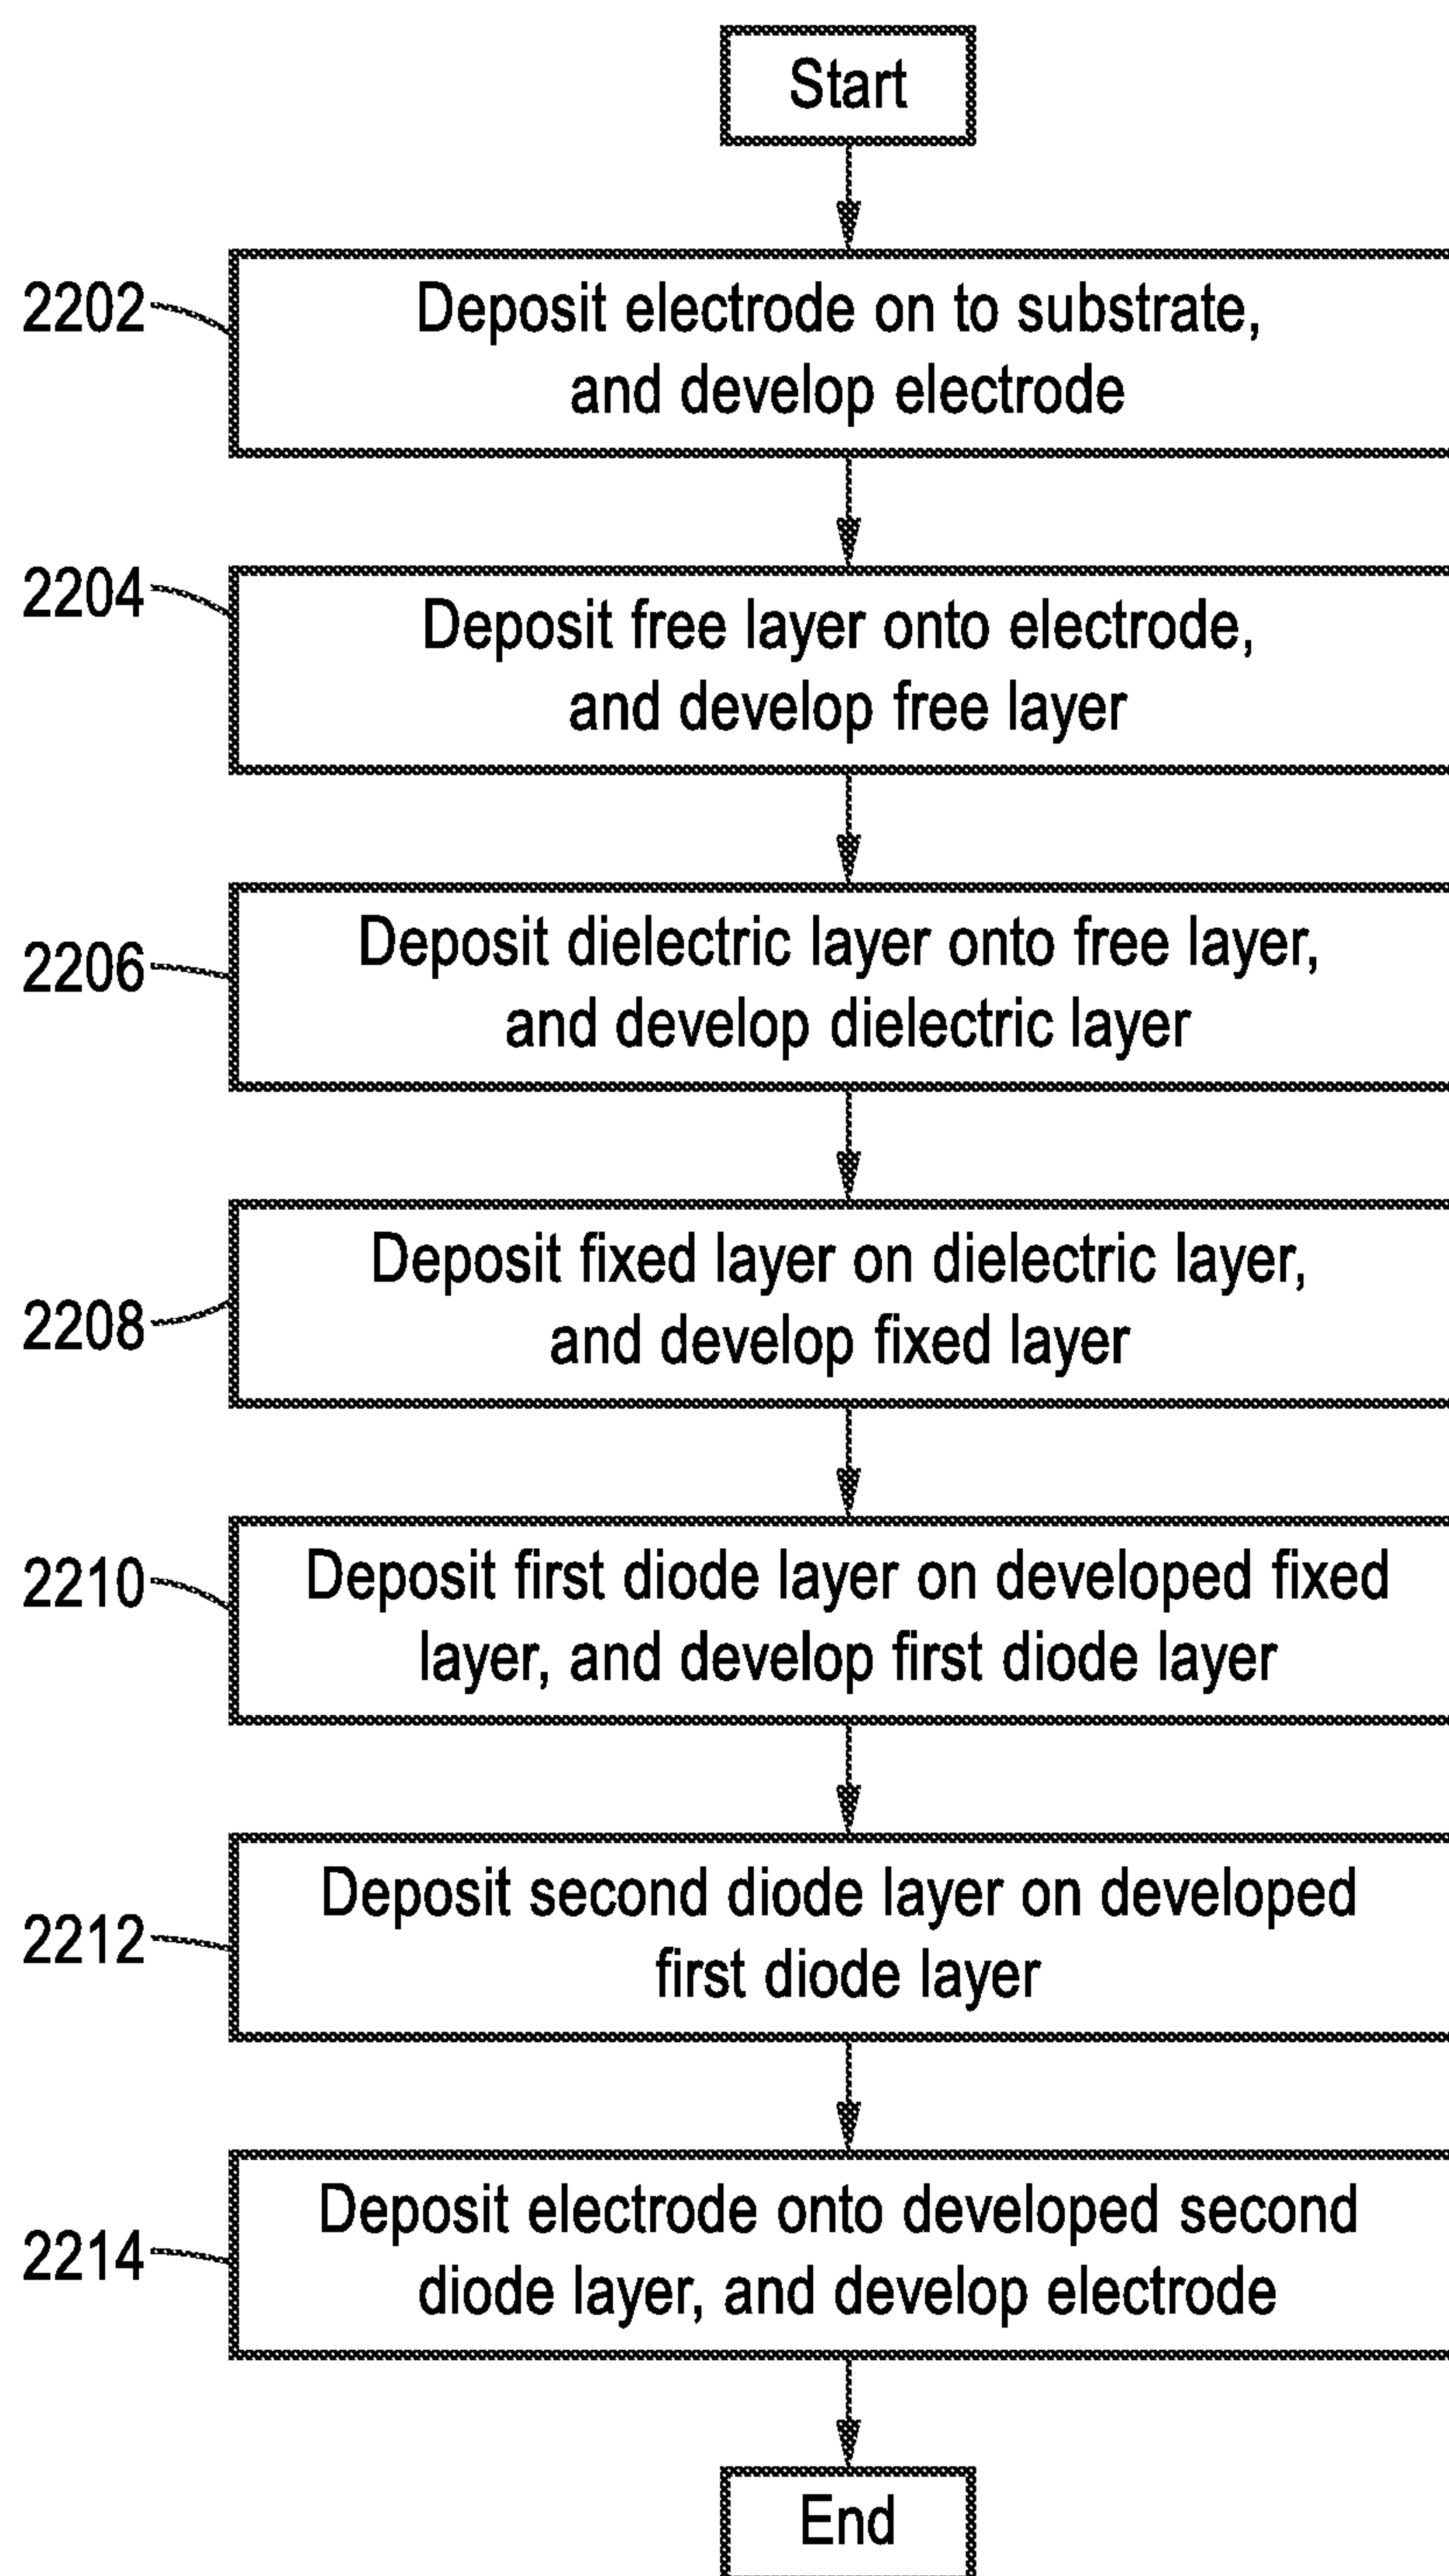 Start
2202
Deposit electrode on to substrate,
and develop electrode
2204
Deposit free layer onto electrode,
and develop free layer
2206
Deposit dielectric layer onto free layer,
and develop dielectric layer
2208
Deposit fixed layer on dielectric layer,
and develop fixed layer
2210
Deposit first diode layer on developed fixed
layer, and develop first diode layer
2212
Deposit second diode layer on developed
first diode layer
2214
Deposit electrode onto developed second
diode layer, and develop electrode
End